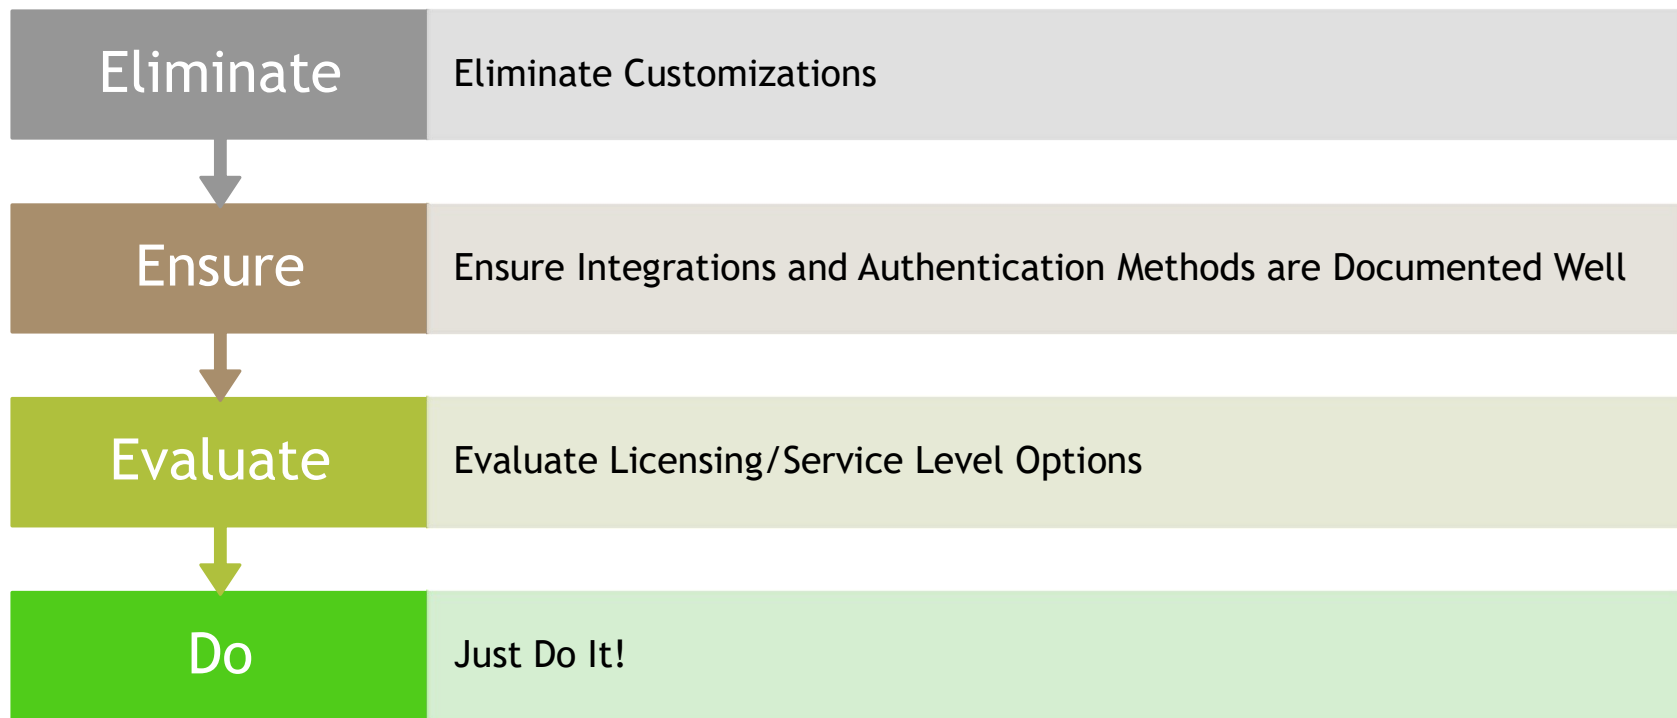 Eliminate
Eliminate Customizations
Ensure
Ensure Integrations and Authentication Methods are Documented Well
Evaluate
Evaluate Licensing/Service Level Options
Do
Just Do It!